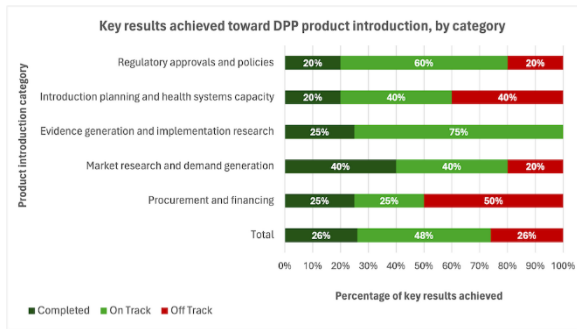 Key results achieved toward DPP product introduction, by category
Product introduction category
Regulatory approvals and policies 20% 60% 20%
Introduction planning and health systems capacity 20% 40% 40%
Evidence generation and implementation research 25% 75%
Market research and demand generation 40% 40% 20%
Procurement and financing 25% 25% 50%
Total 26% 48% 26%
0% 10% 20% 30% 40% 50% 60% 70% 80% 90% 100%
Percentage of key results achieved
Completed On Track Off Track